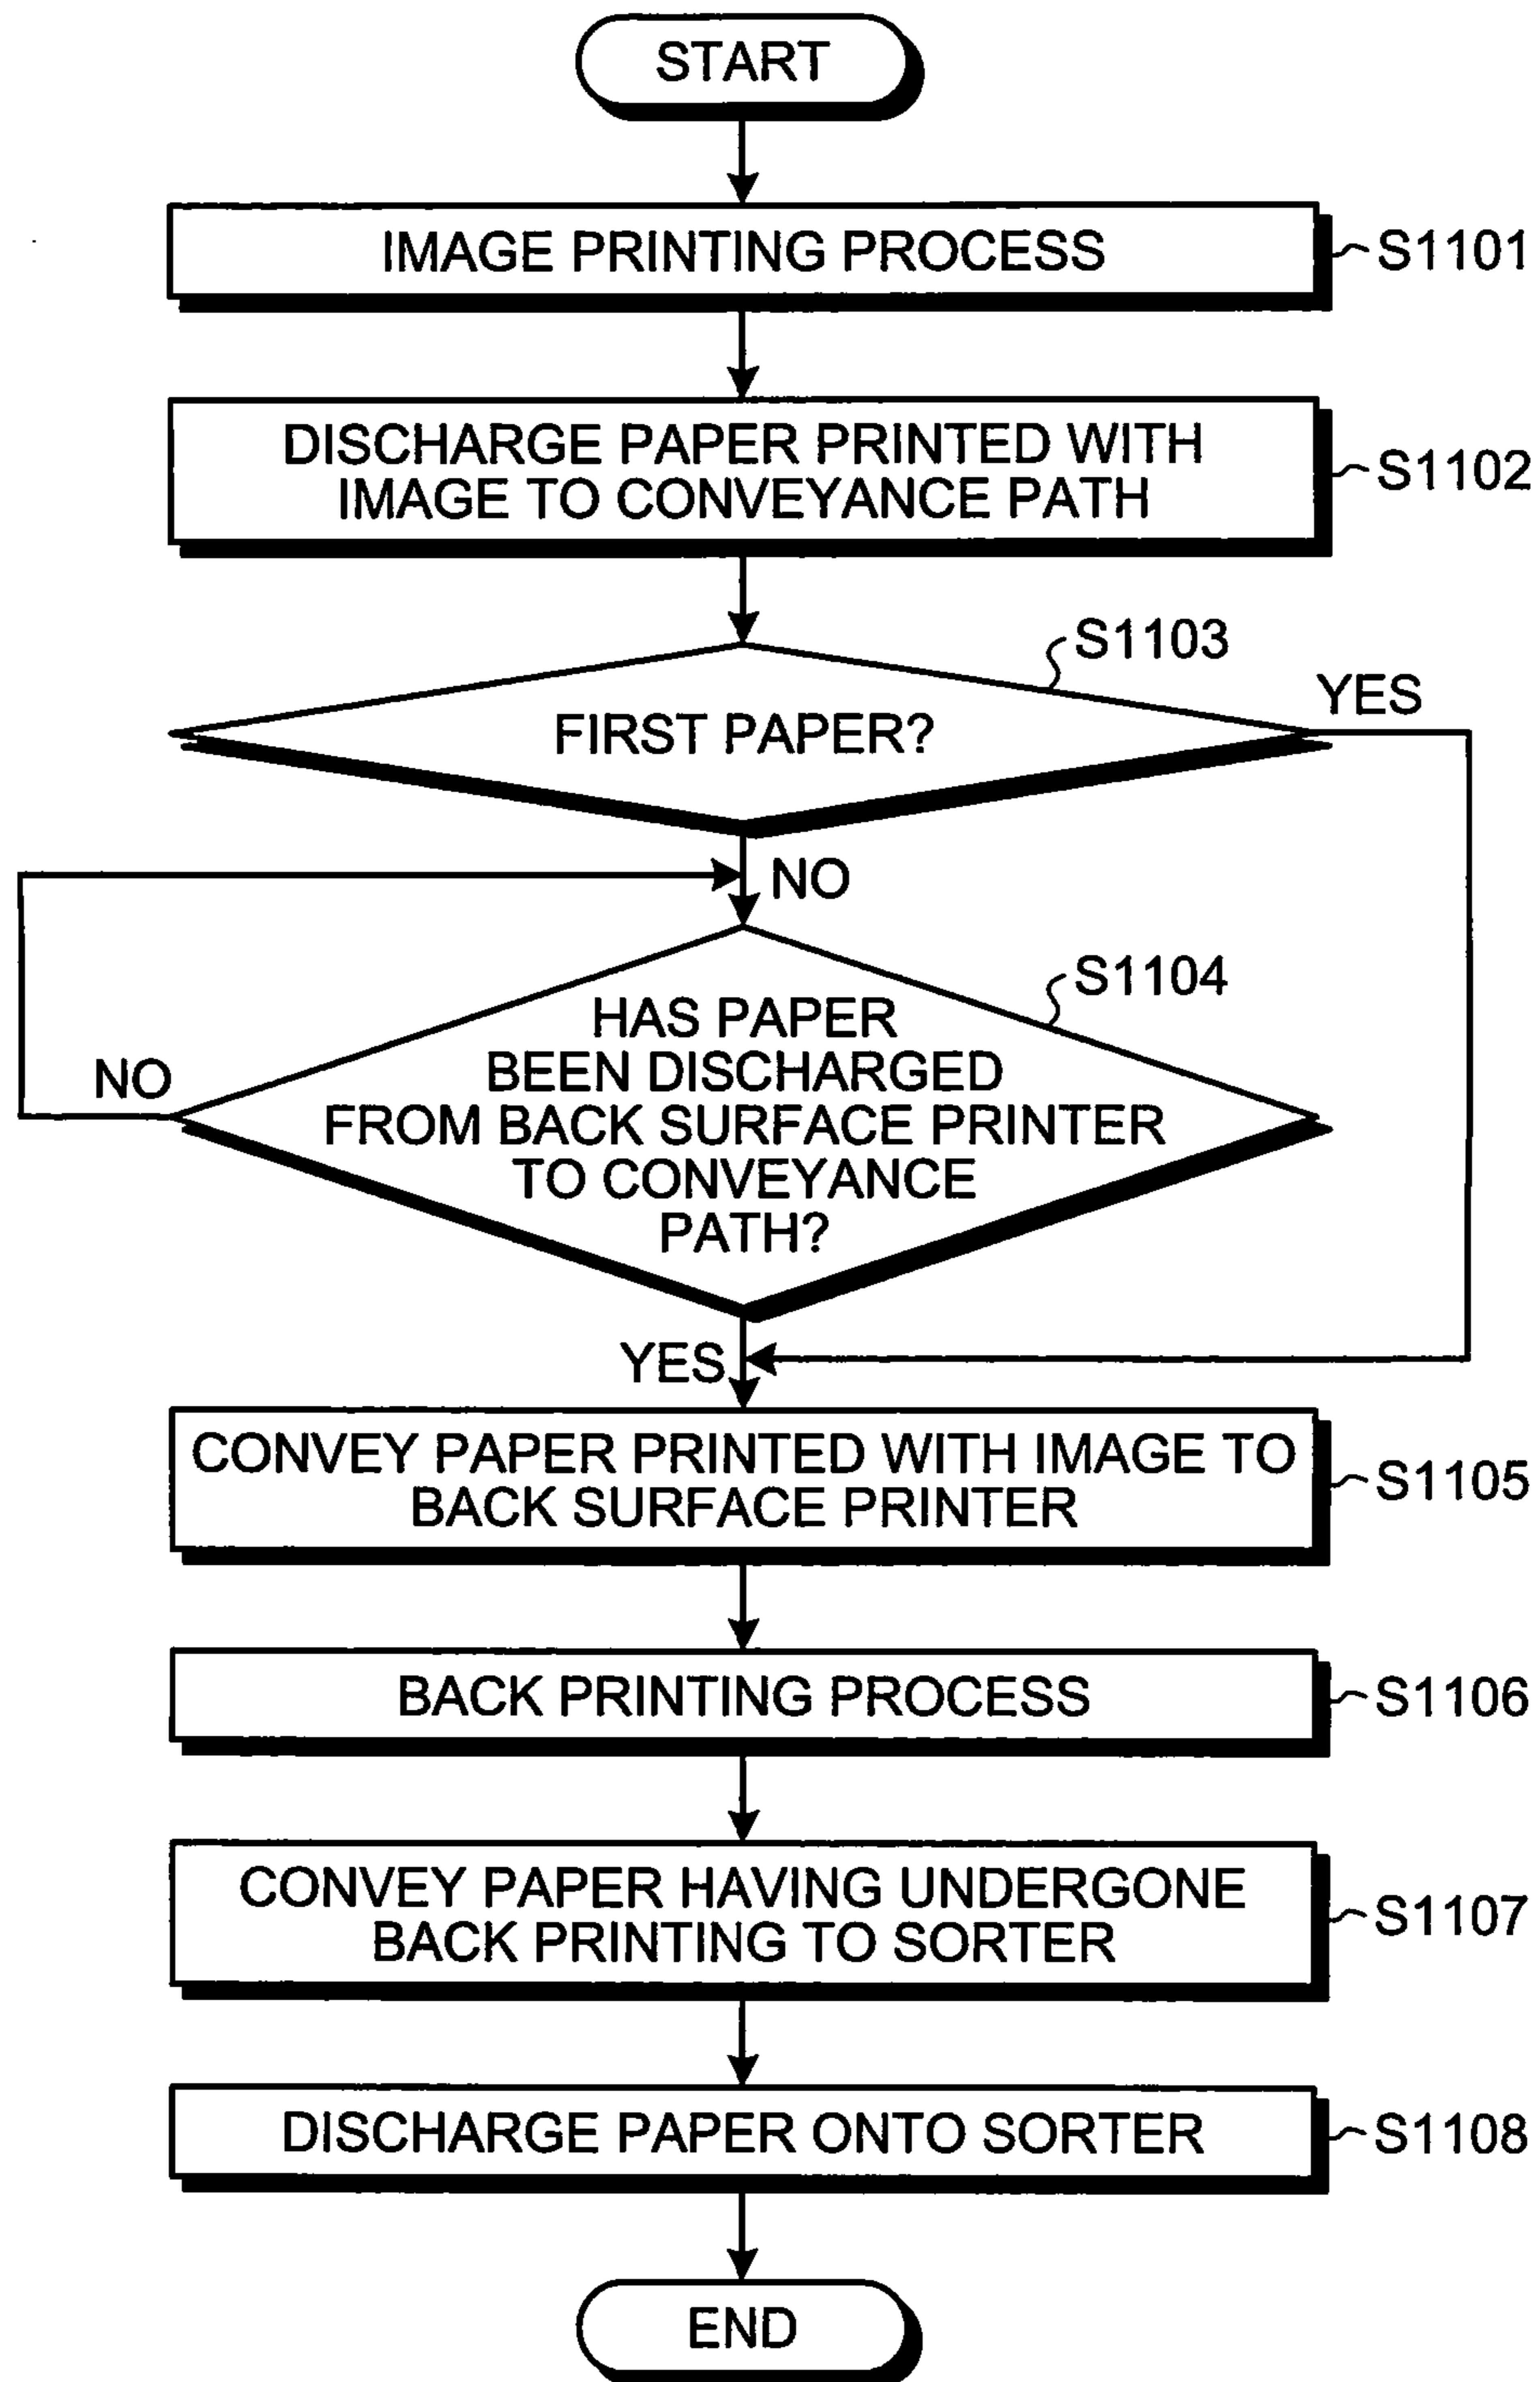 START
IMAGE PRINTING PROCESS
S1101
DISCHARGE PAPER PRINTED WITH
IMAGE TO CONVEYANCE PATH
S1102
S1103
FIRST PAPER?
YES
NO
S1104
HAS PAPER
BEEN DISCHARGED
FROM BACK SURFACE PRINTER
TO CONVEYANCE
PATH?
NO
YES
CONVEY PAPER PRINTED WITH IMAGE TO
BACK SURFACE PRINTER
S1105
BACK PRINTING PROCESS
S1106
CONVEY PAPER HAVING UNDERGONE
BACK PRINTING TO SORTER
S1107
DISCHARGE PAPER ONTO SORTER
S1108
END